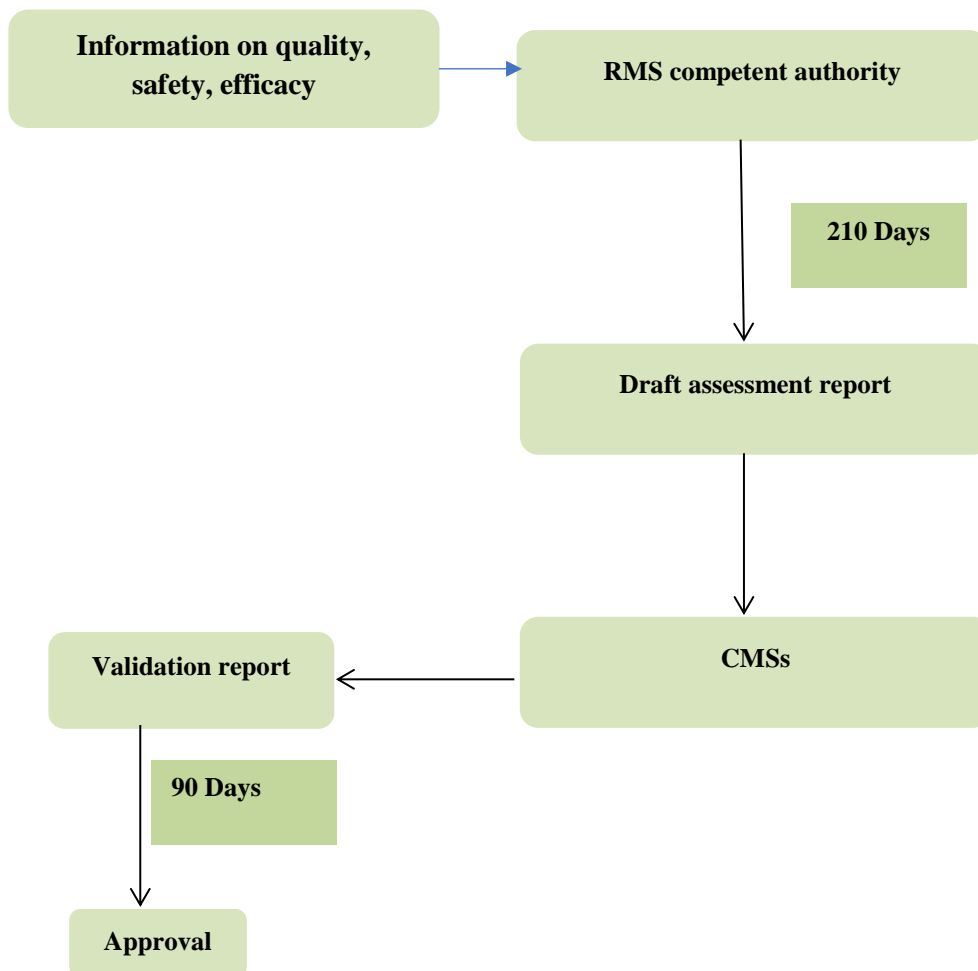 Information on quality,
safety, efficacy
RMS competent authority
210 Days
Draft assessment report
CMSs
Validation report
90 Days
Approval